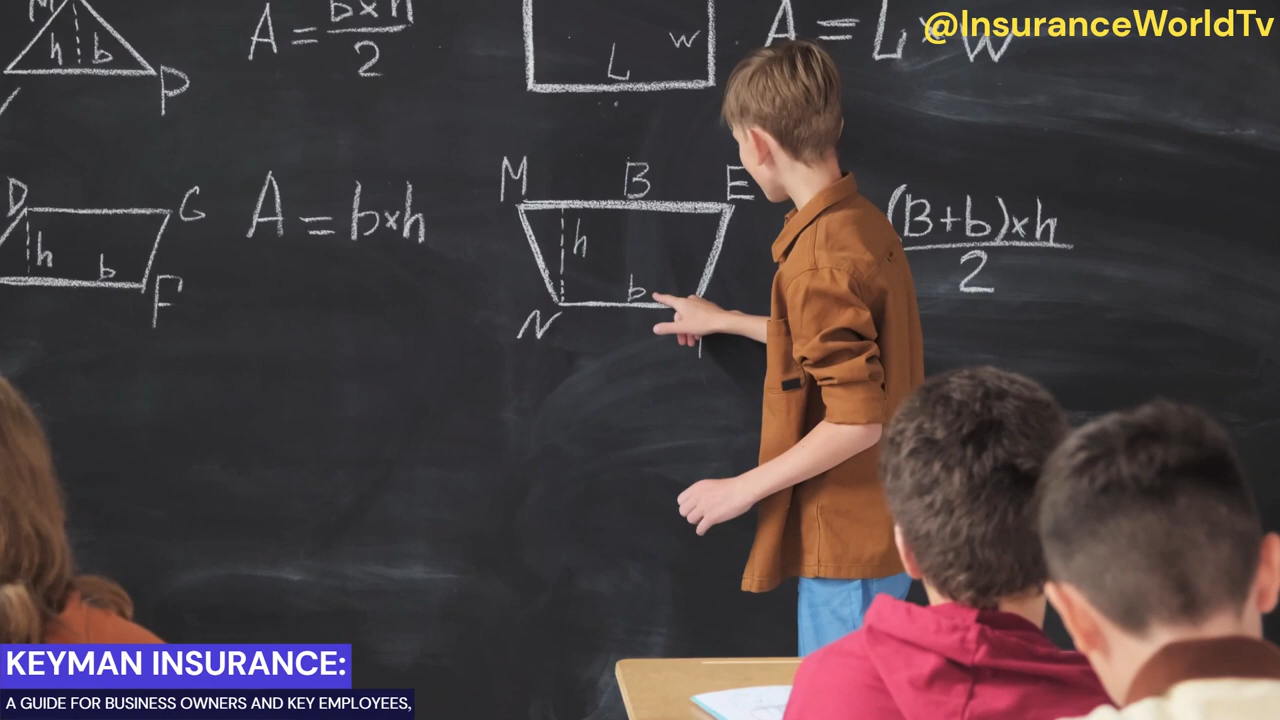 @InsuranceWorldTv
M
h b
P
A = b×h
2
L
W
A = L × W
D
G
h
b
F
A = b×h
M B E
h
b
N
(B+b)×h
2
KEYMAN INSURANCE:
A GUIDE FOR BUSINESS OWNERS AND KEY EMPLOYEES,